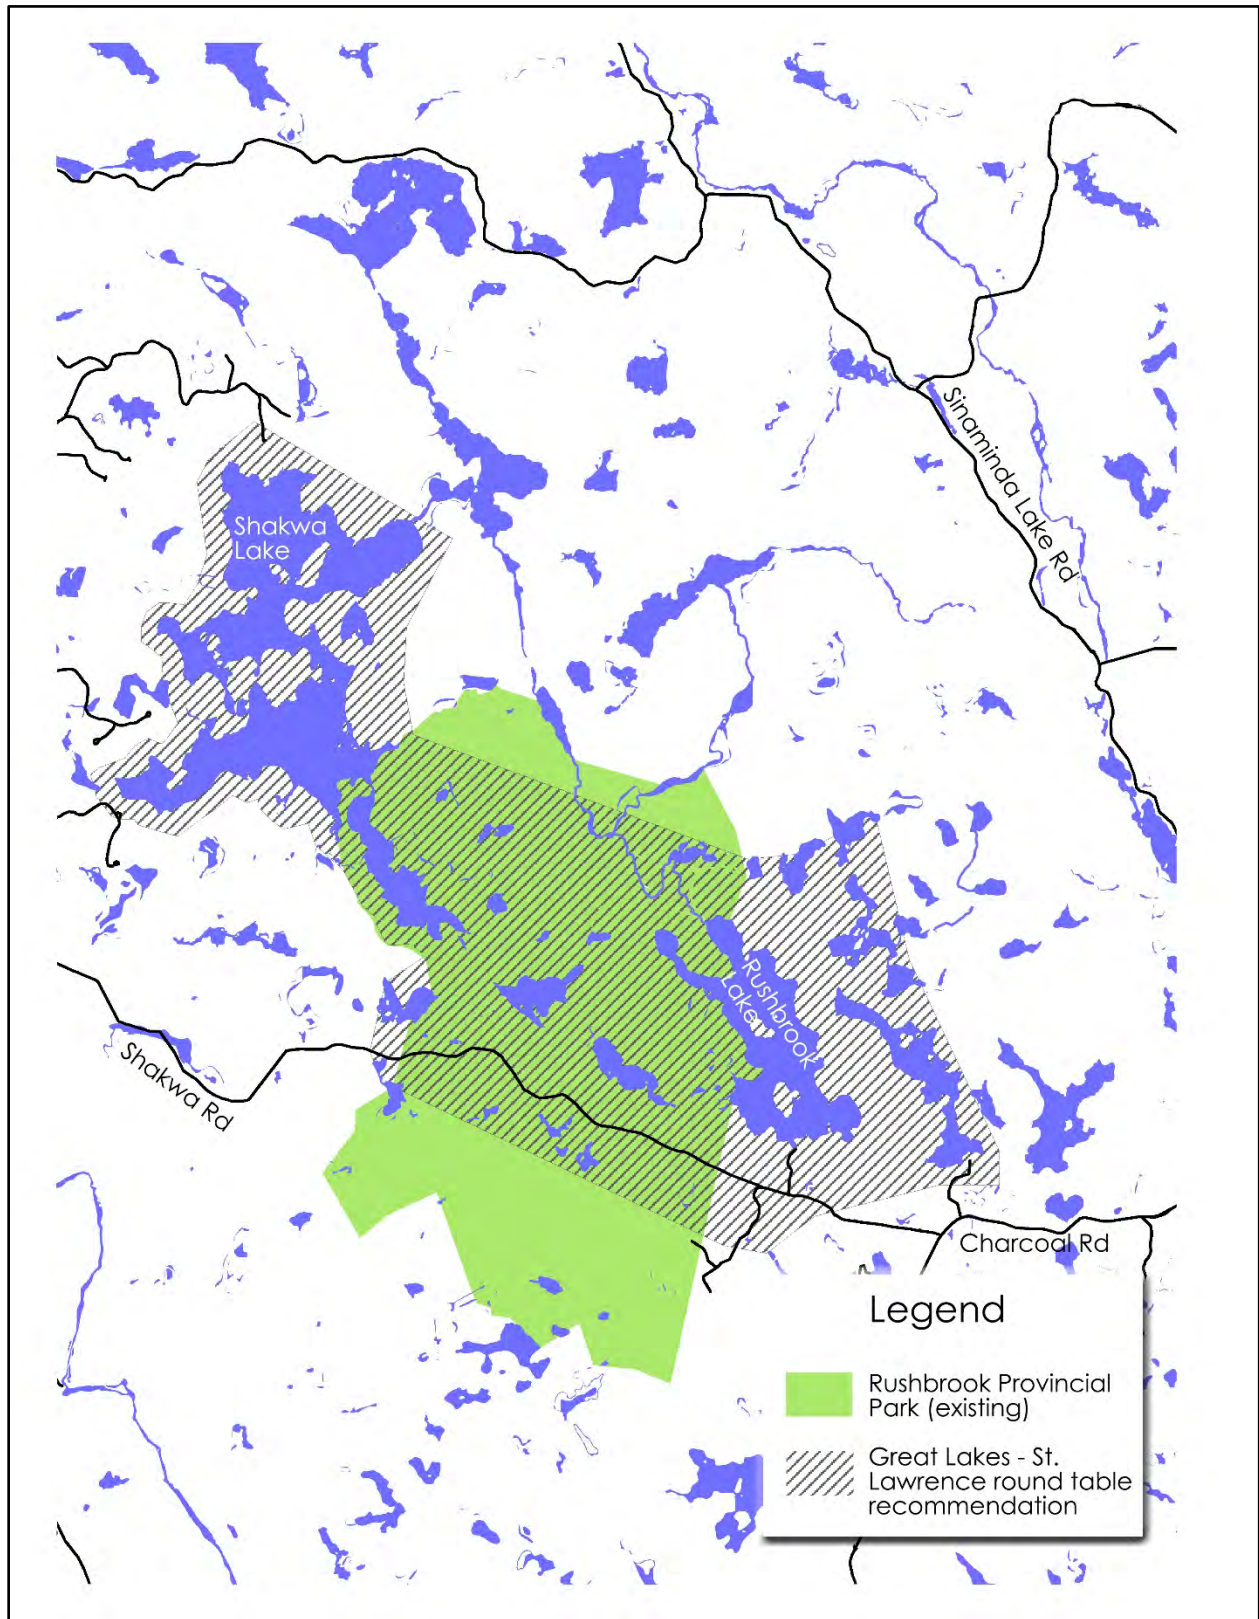 Sinaminda Lake Rd
Shakwa
Lake
Rushbrook
Lake
Shakwa Rd
Charcoal Rd
Legend
Rushbrook Provincial
Park (existing)
Great Lakes - St.
Lawrence round table
recommendation